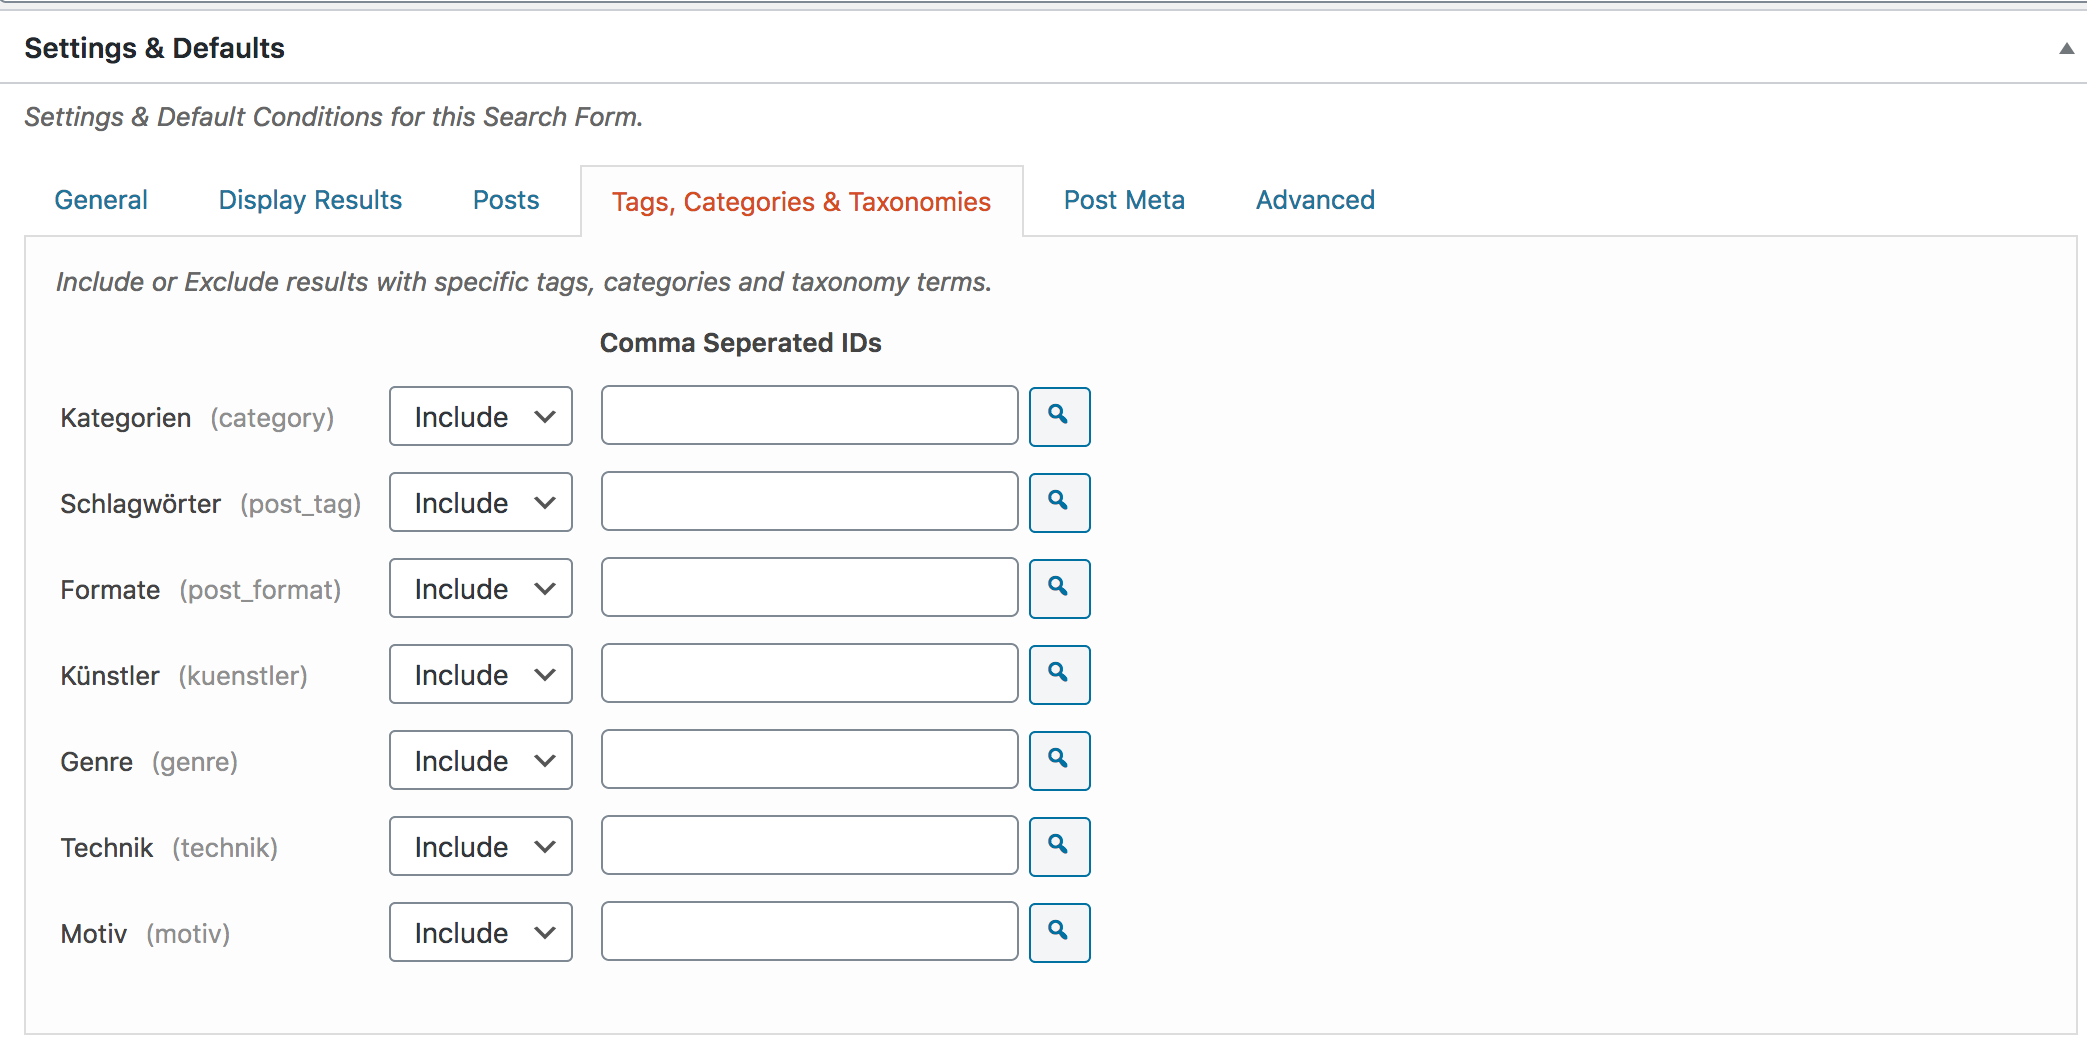 Settings & Defaults
Settings & Default Conditions for this Search Form.
General Display Results Posts Tags, Categories & Taxonomies Post Meta Advanced
Include or Exclude results with specific tags, categories and taxonomy terms.
Comma Seperated IDs
Kategorien (category) Include
Schlagwörter (post_tag) Include
Formate (post_format) Include
Künstler (kuenstler) Include
Genre (genre) Include
Technik (technik) Include
Motiv (motiv) Include